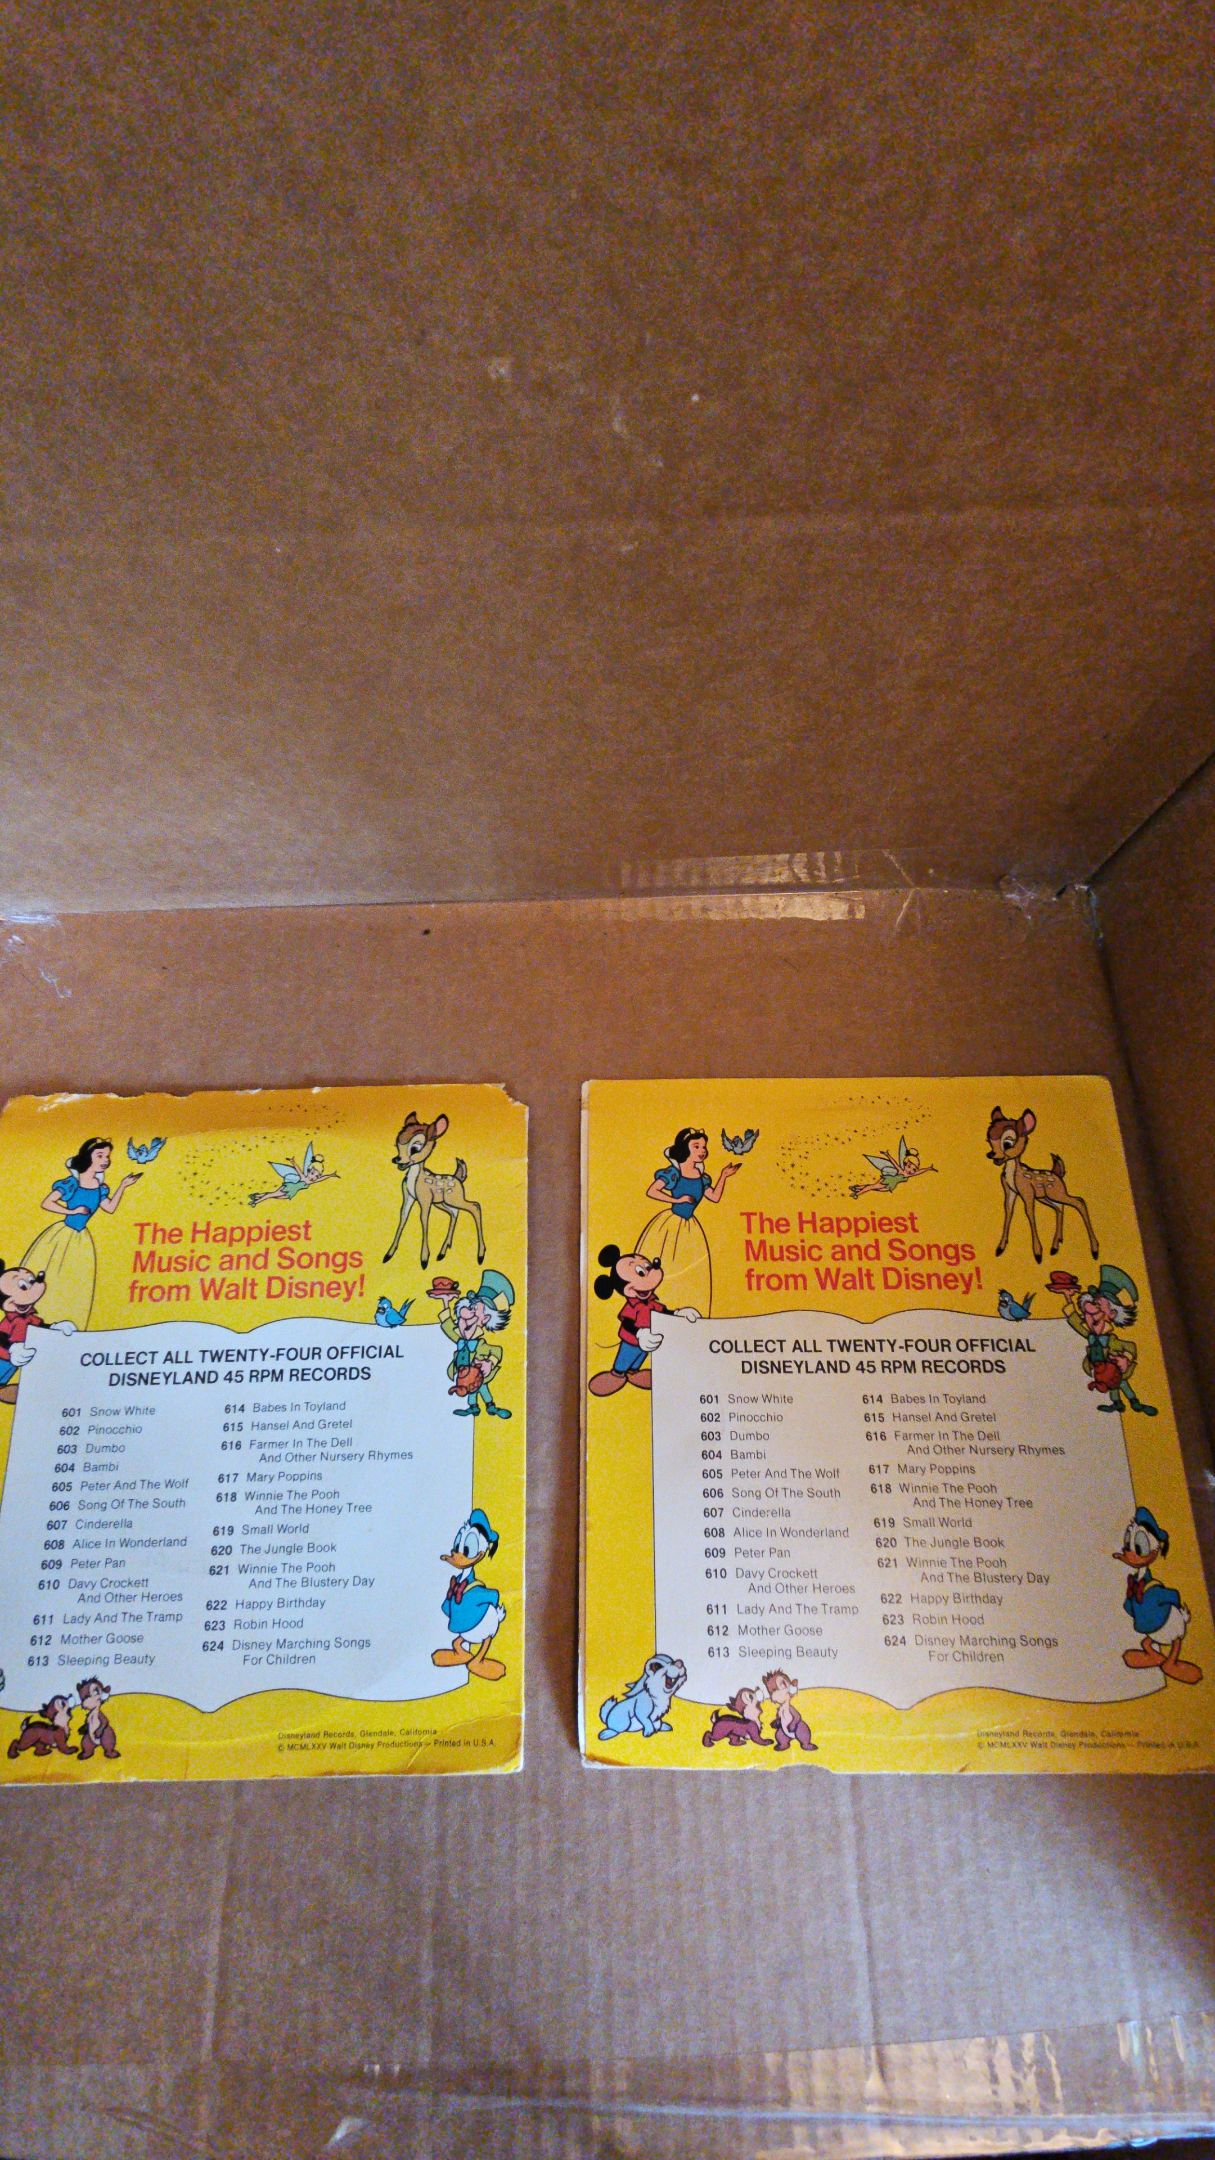 The Happiest
Music and Songs
from Walt Disney!
COLLECT ALL TWENTY-FOUR OFFICIAL
DISNEYLAND 45 RPM RECORDS
601 Snow White
602 Pinocchio
603 Dumbo
604 Bambi
605 Peter And The Wolf
606 Song Of The South
607 Cinderella
608 Alice In Wonderland
609 Peter Pan
610 Davy Crockett
And Other Heroes
611 Lady And The Tramp
612 Mother Goose
613 Sleeping Beauty
614 Babes In Toyland
615 Hansel And Gretel
616 Farmer In The Dell
And Other Nursery Rhymes
617 Mary Poppins
618 Winnie The Pooh
And The Honey Tree
619 Small World
620 The Jungle Book
621 Winnie The Pooh
And The Blustery Day
622 Happy Birthday
623 Robin Hood
624 Disney Marching Songs
For Children
Disneyland Records, Glendale, California
© MCMLXXV Walt Disney Productions – Printed in U.S.A.
The Happiest
Music and Songs
from Walt Disney!
COLLECT ALL TWENTY-FOUR OFFICIAL
DISNEYLAND 45 RPM RECORDS
601 Snow White
602 Pinocchio
603 Dumbo
604 Bambi
605 Peter And The Wolf
606 Song Of The South
607 Cinderella
608 Alice In Wonderland
609 Peter Pan
610 Davy Crockett
And Other Heroes
611 Lady And The Tramp
612 Mother Goose
613 Sleeping Beauty
614 Babes In Toyland
615 Hansel And Gretel
616 Farmer In The Dell
And Other Nursery Rhymes
617 Mary Poppins
618 Winnie The Pooh
And The Honey Tree
619 Small World
620 The Jungle Book
621 Winnie The Pooh
And The Blustery Day
622 Happy Birthday
623 Robin Hood
624 Disney Marching Songs
For Children
Disneyland Records, Glendale, California
© MCMLXXV Walt Disney Productions – Printed in U.S.A.